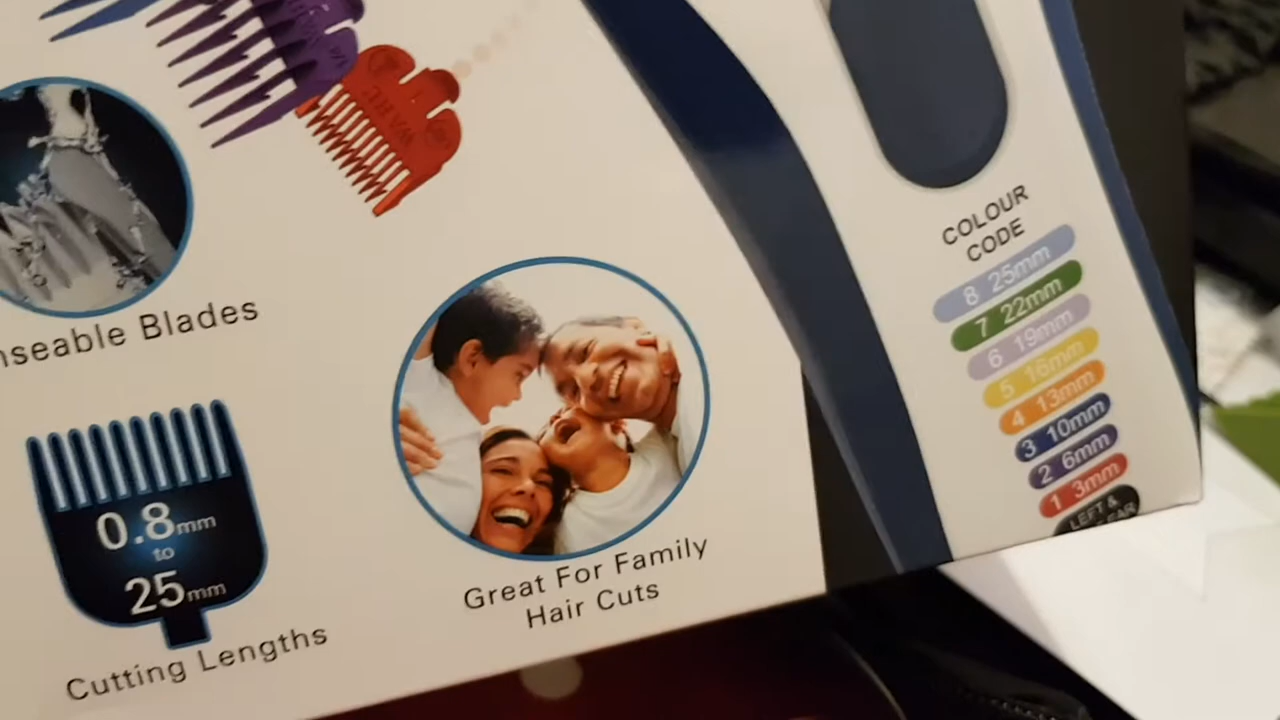 nseable Blades
0.8mm
to
25mm
Cutting Lengths
Great For Family
Hair Cuts
COLOUR
CODE
8 25mm
7 22mm
6 19mm
5 16mm
4 13mm
3 10mm
2 6mm
1 3mm
LEFT &
EAR